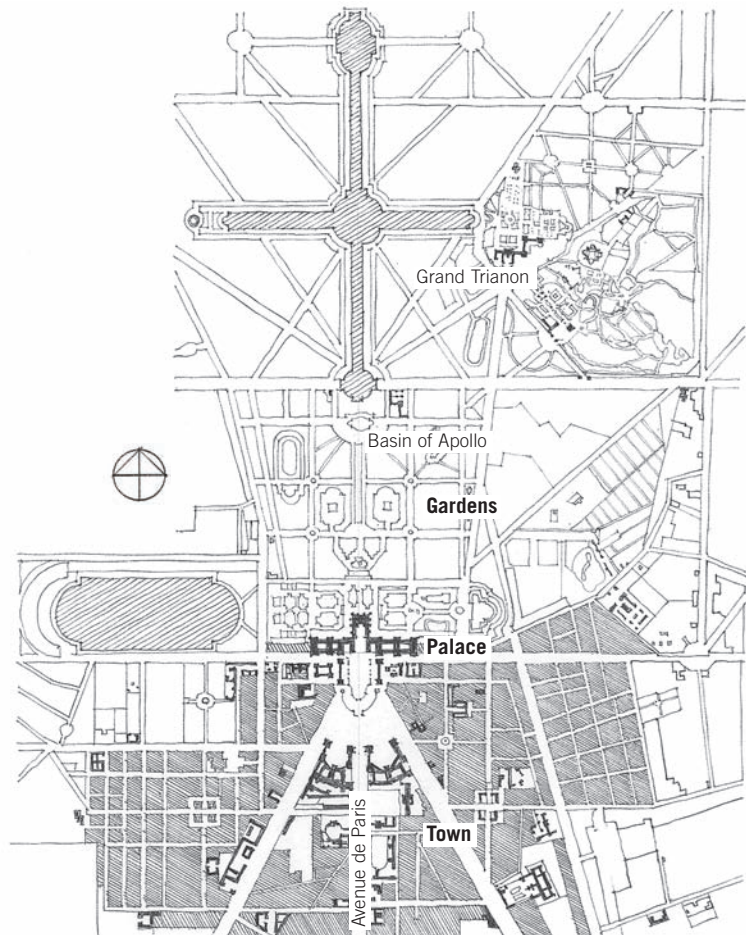 Grand Trianon
Basin of Apollo
Gardens
Palace
Town
Avenue de Paris